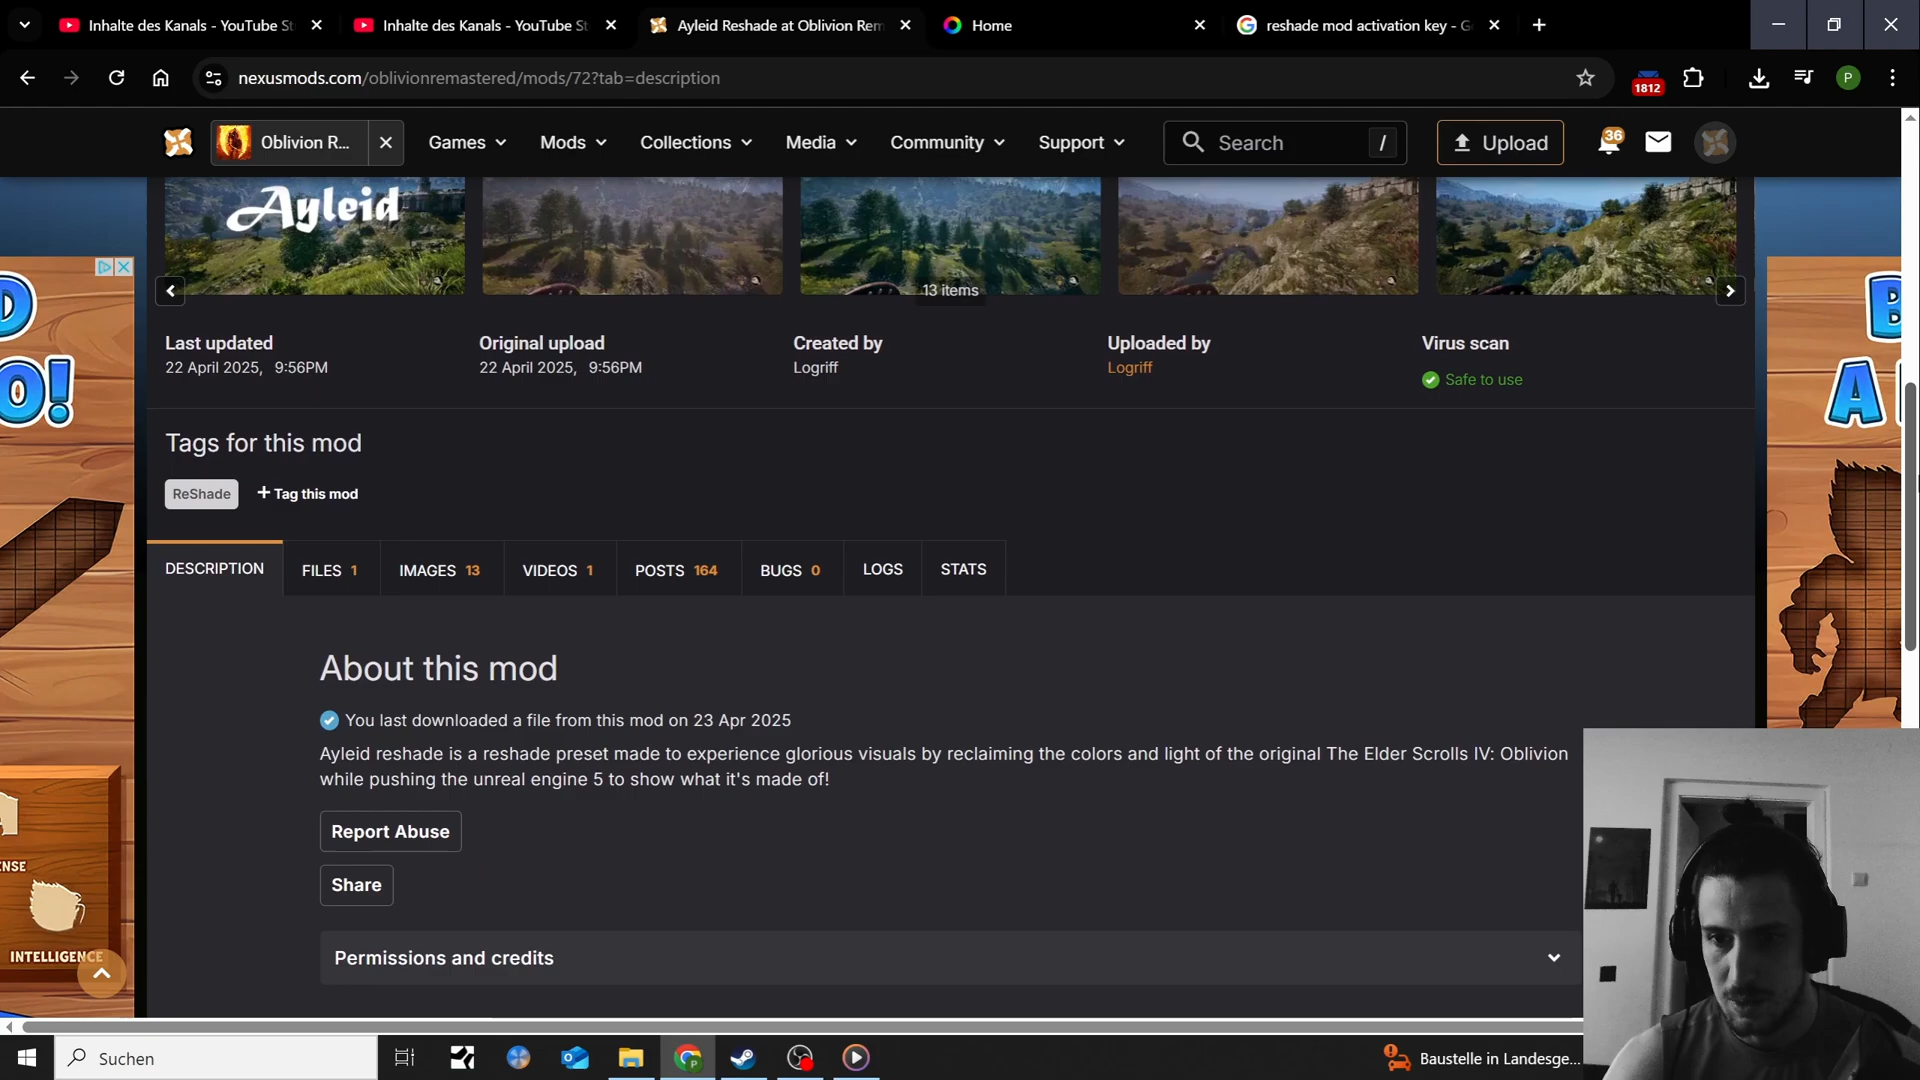 Inhalte des Kanals - YouTube St
Inhalte des Kanals - YouTube St
Ayleid Reshade at Oblivion Rem
Home
reshade mod activation key - G
nexusmods.com/oblivionremastered/mods/72?tab=description
1812
P
Oblivion R...
Games
Mods
Collections
Media
Community
Support
Search
/
Upload
36
Ayleid
13 items
Last updated
22 April 2025, 9:56PM
Original upload
22 April 2025, 9:56PM
Created by
Logriff
Uploaded by
Logriff
Virus scan
Safe to use
Tags for this mod
ReShade
+ Tag this mod
DESCRIPTION
FILES 1
IMAGES 13
VIDEOS 1
POSTS 164
BUGS 0
LOGS
STATS
About this mod
You last downloaded a file from this mod on 23 Apr 2025
Ayleid reshade is a reshade preset made to experience glorious visuals by reclaiming the colors and light of the original The Elder Scrolls IV: Oblivion
while pushing the unreal engine 5 to show what it's made of!
Report Abuse
Share
Permissions and credits
INTELLIGENCE
Suchen
Baustelle in Landesge...